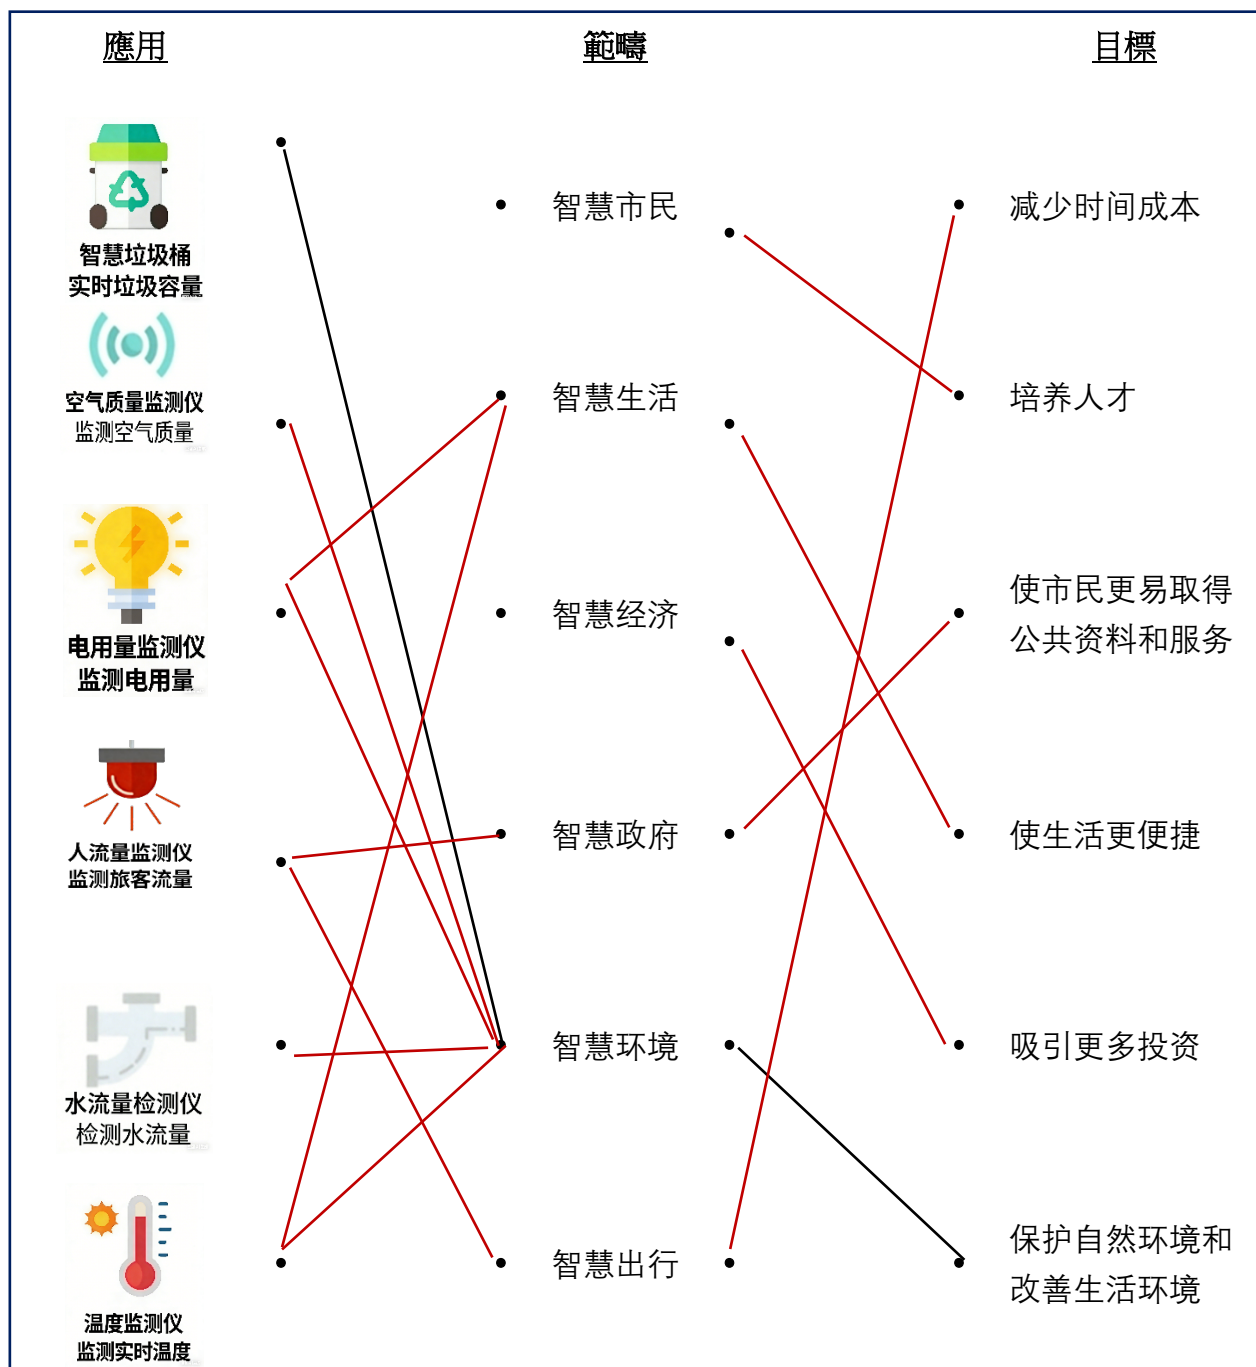 應用
範疇
目標
智慧垃圾桶
实时垃圾容量
空气质量监测仪
监测空气质量
电用量监测仪
监测电用量
人流量监测仪
监测旅客流量
水流量检测仪
检测水流量
温度监测仪
监测实时温度
智慧市民
智慧生活
智慧经济
智慧政府
智慧环境
智慧出行
减少时间成本
培养人才
使市民更易取得
公共资料和服务
使生活更便捷
吸引更多投资
保护自然环境和
改善生活环境